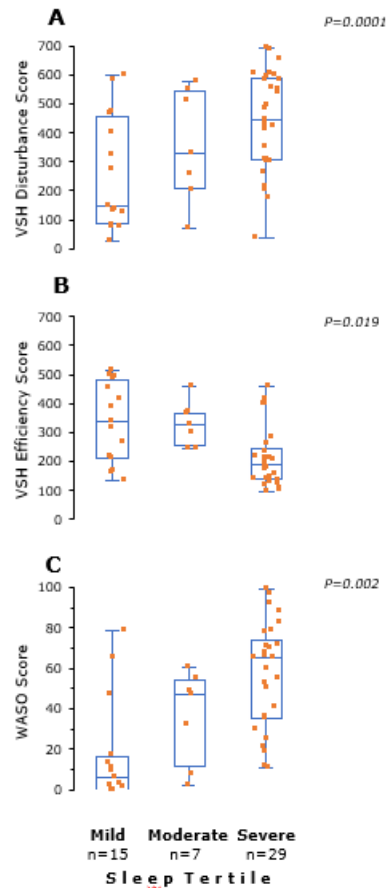 A
P=0.0001
VSH Disturbance Score
700
600
500
400
300
200
100
0
B
P=0.019
VSH Efficiency Score
700
600
500
400
300
200
100
0
C
P=0.002
WASO Score
100
80
60
40
20
0
Mild Moderate Severe
n=15 n=7 n=29
Sleep Tertile